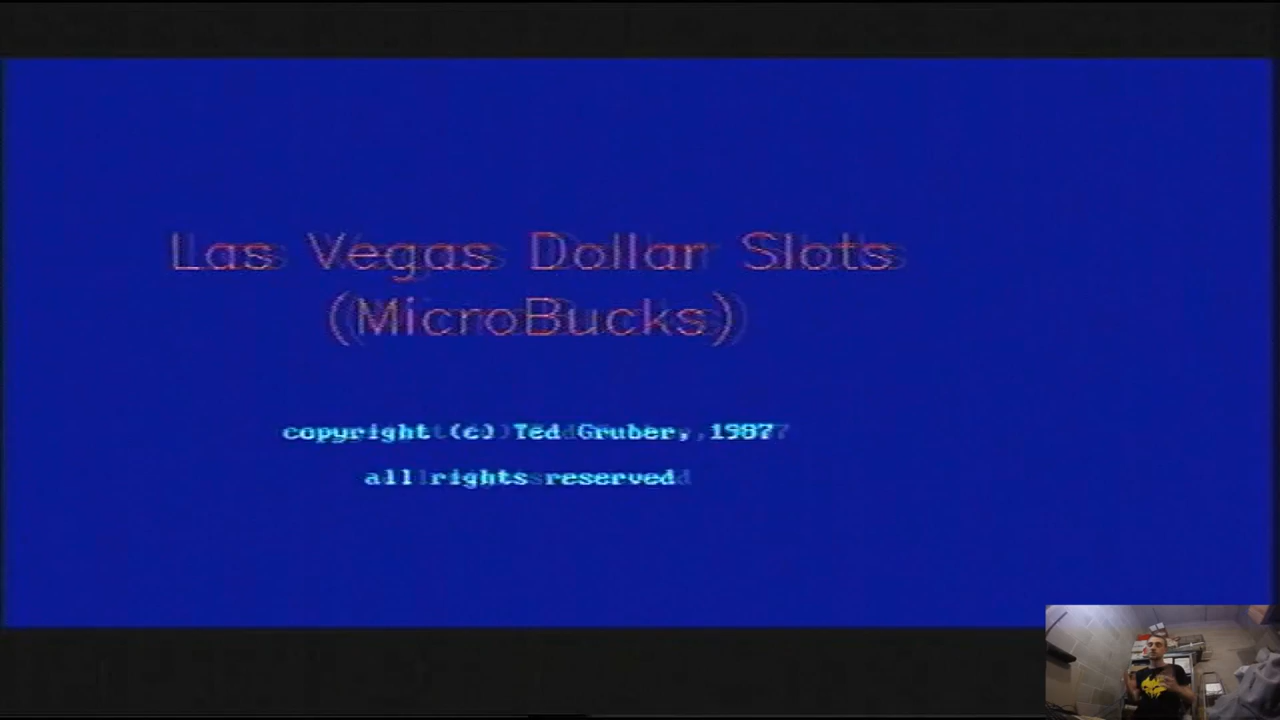 Las Vegas Dollar Slots
(MicroBucks)
copyright (c) Ted Gruber, 1987
all rights reserved